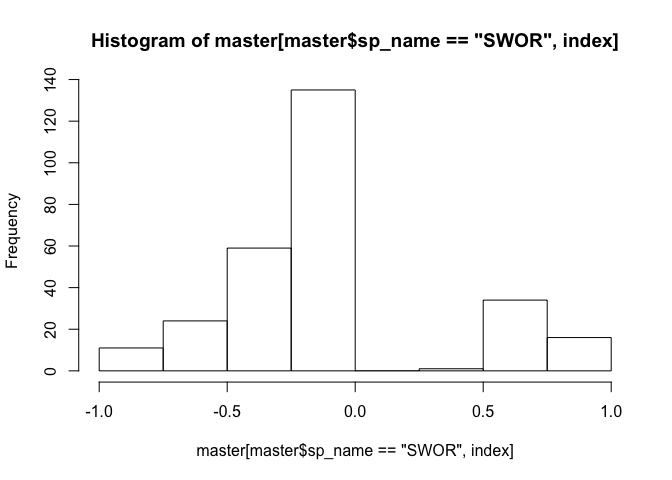 Histogram of master[master$sp_name == "SWOR", index]
Frequency
140
120
100
80
60
40
20
0
-1.0 -0.5 0.0 0.5 1.0
master[master$sp_name == "SWOR", index]